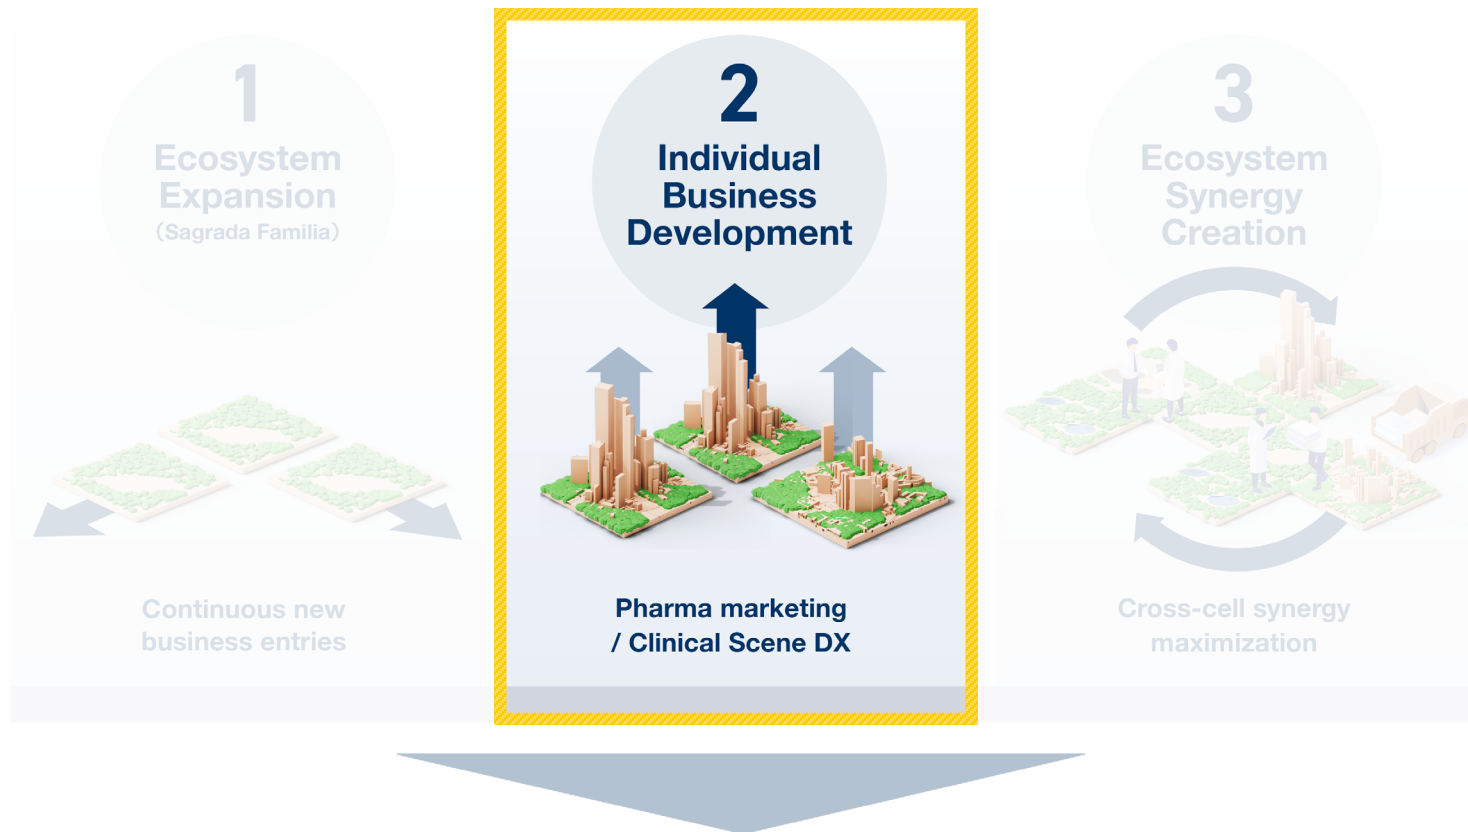 1
Ecosystem
Expansion
（Sagrada Familia）
Continuous new
business entries
2
Individual
Business
Development
Pharma marketing
/ Clinical Scene DX
3
Ecosystem
Synergy
Creation
Cross-cell synergy
maximization